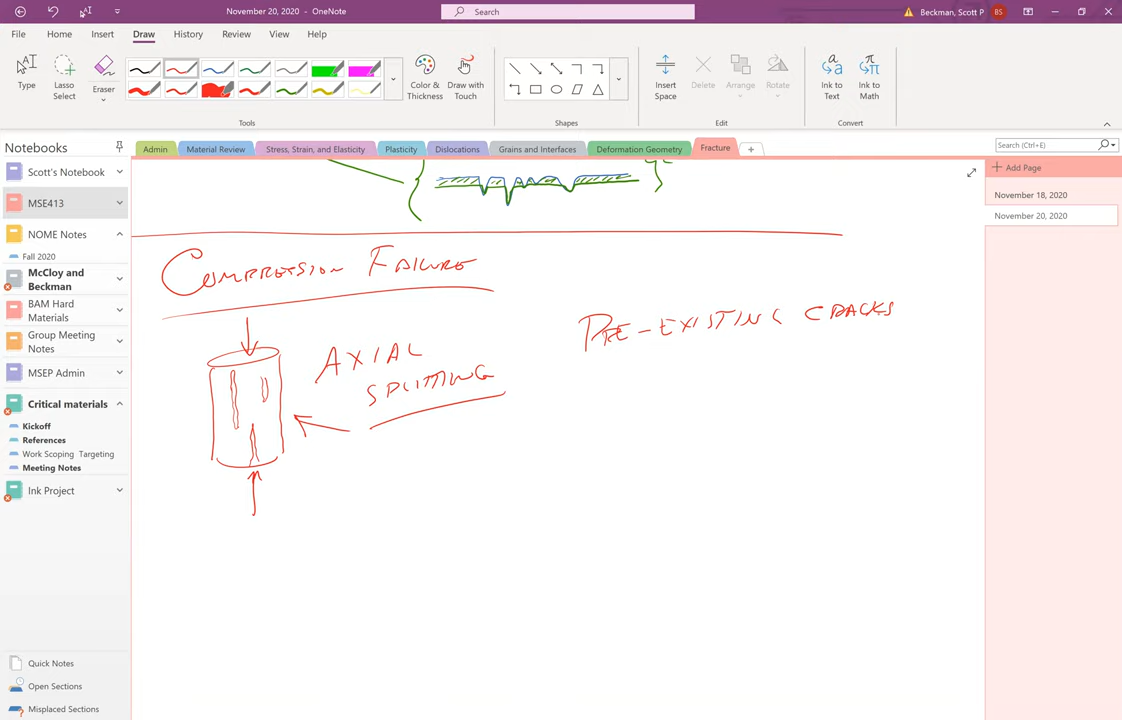 November 20, 2020 - OneNote
Search
Beckman, Scott P
BS
File Home Insert Draw History Review View Help
Type
Lasso Select
Eraser
Color & Thickness
Draw with Touch
Insert Space
Delete
Arrange
Rotate
Ink to Text
Ink to Math
Tools
Shapes
Edit
Convert
Notebooks
Admin Material Review Stress, Strain, and Elasticity Plasticity Dislocations Grains and Interfaces Deformation Geometry Fracture
Search (Ctrl+E)
Scott's Notebook
MSE413
NOME Notes
Fall 2020
McCloy and
Beckman
BAM Hard
Materials
Group Meeting
Notes
MSEP Admin
Critical materials
Kickoff
References
Work Scoping Targeting
Meeting Notes
Ink Project
Quick Notes
Open Sections
Misplaced Sections
COMPRESSION FAILURE
AXIAL
SPLITTING
PRE-EXISTING CRACKS
Add Page
November 18, 2020
November 20, 2020